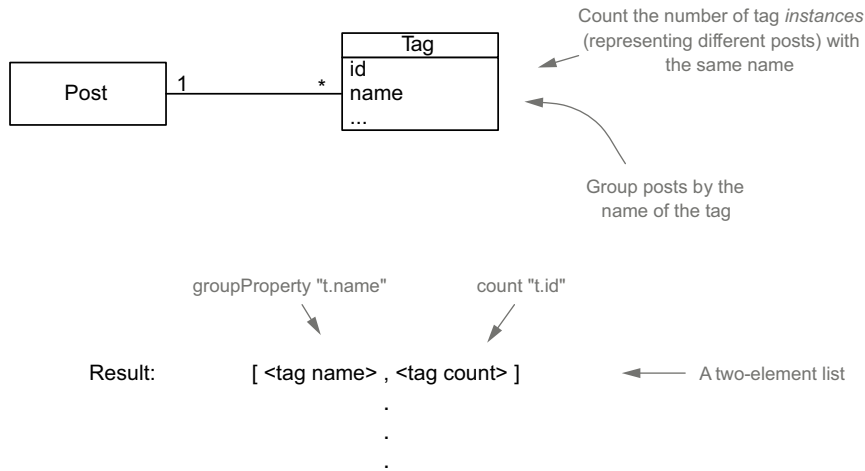 Count the number of tag instances
(representing different posts) with
the same name
Tag
id
name
...
Post
1
*
Group posts by the
name of the tag
groupProperty "t.name"
count "t.id"
Result:
[ <tag name> , <tag count> ]
A two-element list
.
.
.